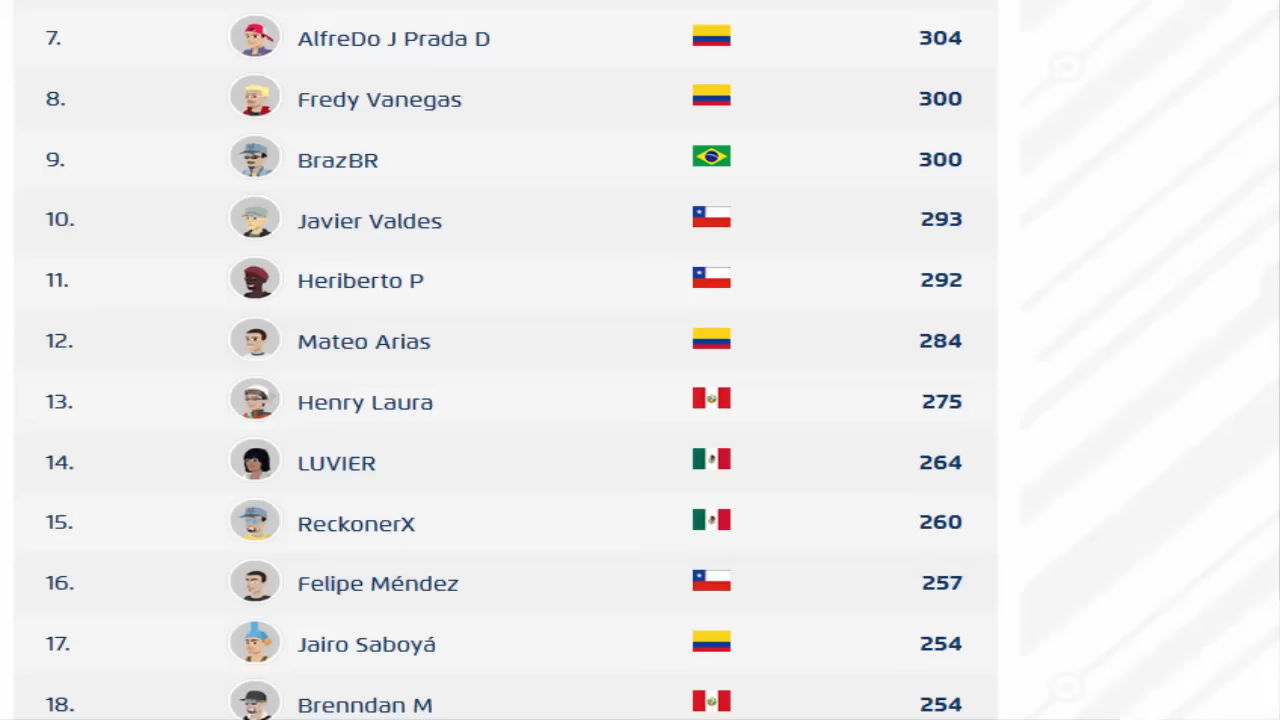 7. AlfreDo J Prada D 304
8. Fredy Vanegas 300
9. BrazBR 300
10. Javier Valdes 293
11. Heriberto P 292
12. Mateo Arias 284
13. Henry Laura 275
14. LUVIER 264
15. ReckonerX 260
16. Felipe Méndez 257
17. Jairo Saboyá 254
18. Brenndan M 254